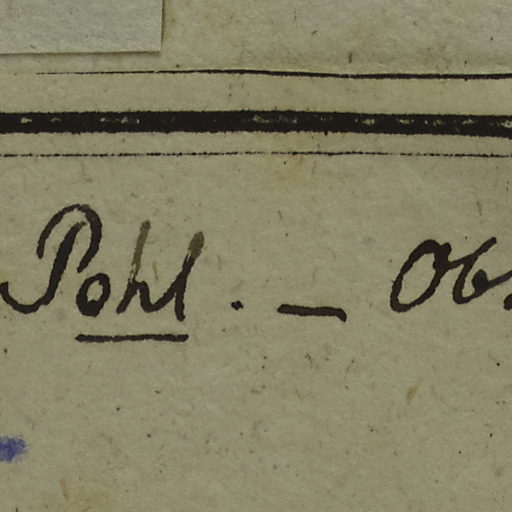 Pohl. — Ob.